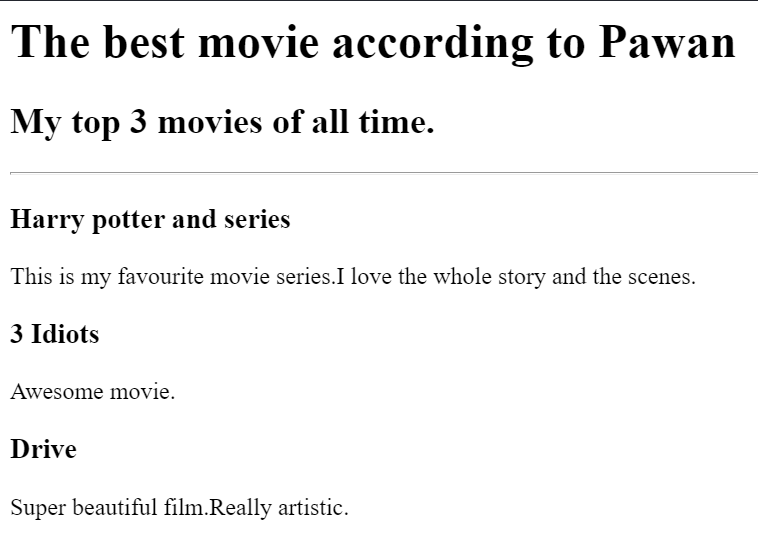 The best movie according to Pawan
My top 3 movies of all time.
Harry potter and series
This is my favourite movie series.I love the whole story and the scenes.
3 Idiots
Awesome movie.
Drive
Super beautiful film.Really artistic.